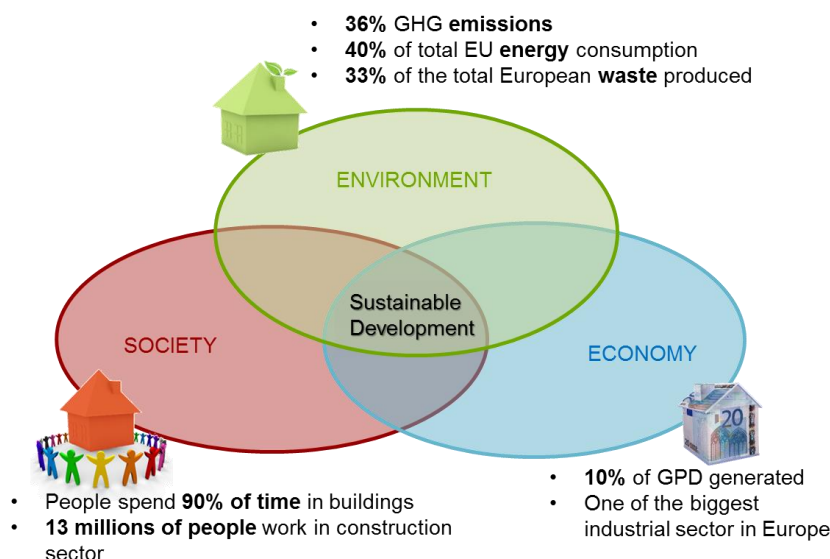 • 36% GHG emissions
• 40% of total EU energy consumption
• 33% of the total European waste produced
ENVIRONMENT
Sustainable
Development
SOCIETY
ECONOMY
20
• People spend 90% of time in buildings
• 13 millions of people work in construction
sector
• 10% of GPD generated
• One of the biggest
industrial sector in Europe